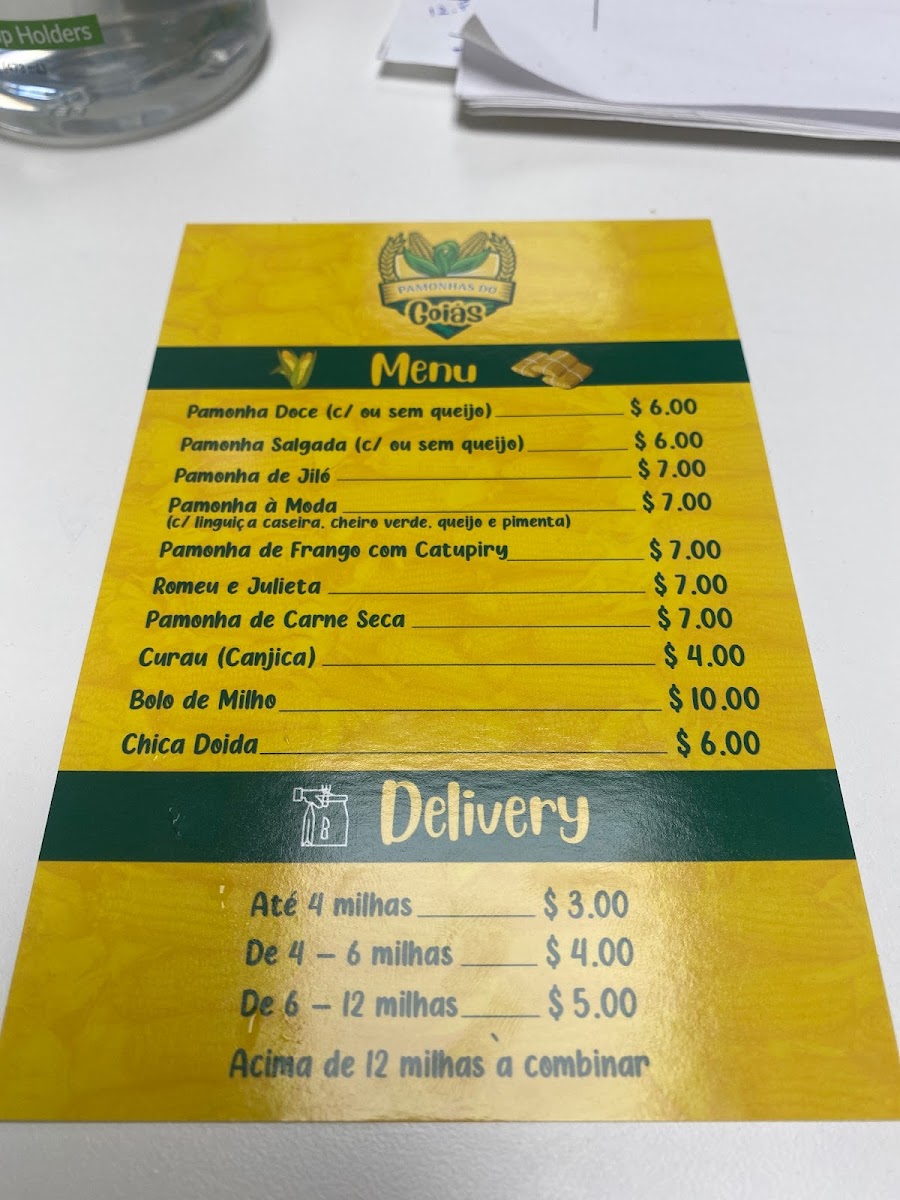 p Holders
PAMONHAS DO
Goiás
Menu
Pamonha Doce (c/ ou sem queijo) $ 6.00
Pamonha Salgada (c/ ou sem queijo) $ 6.00
Pamonha de Jiló $ 7.00
Pamonha à Moda $ 7.00
(c/ linguiça caseira, cheiro verde, queijo e pimenta)
Pamonha de Frango com Catupiry $ 7.00
Romeu e Julieta $ 7.00
Pamonha de Carne Seca $ 7.00
Curau (Canjica) $ 4.00
Bolo de Milho $ 10.00
Chica Doida $ 6.00
B
Delivery
Até 4 milhas $ 3.00
De 4 – 6 milhas $ 4.00
De 6 – 12 milhas $ 5.00
Acima de 12 milhas à combinar